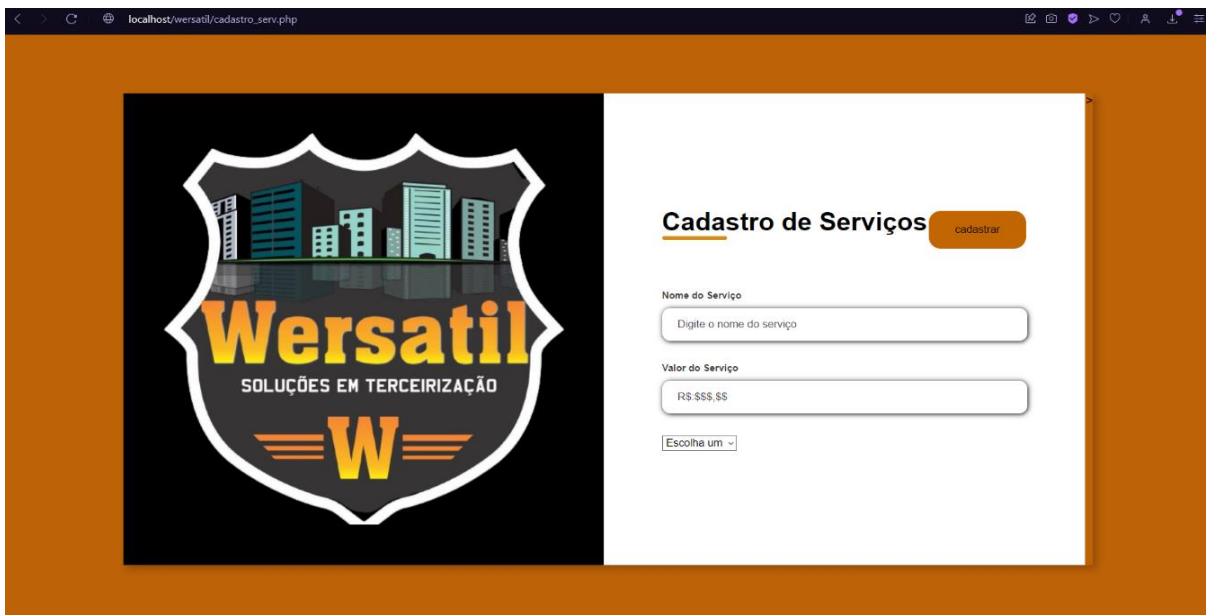 localhost/wersatil/cadastro_serv.php
>
Wersatil
SOLUÇÕES EM TERCEIRIZAÇÃO
W
Cadastro de Serviços
cadastrar
Nome do Serviço
Digite o nome do serviço
Valor do Serviço
R$:$$$,$$
Escolha um